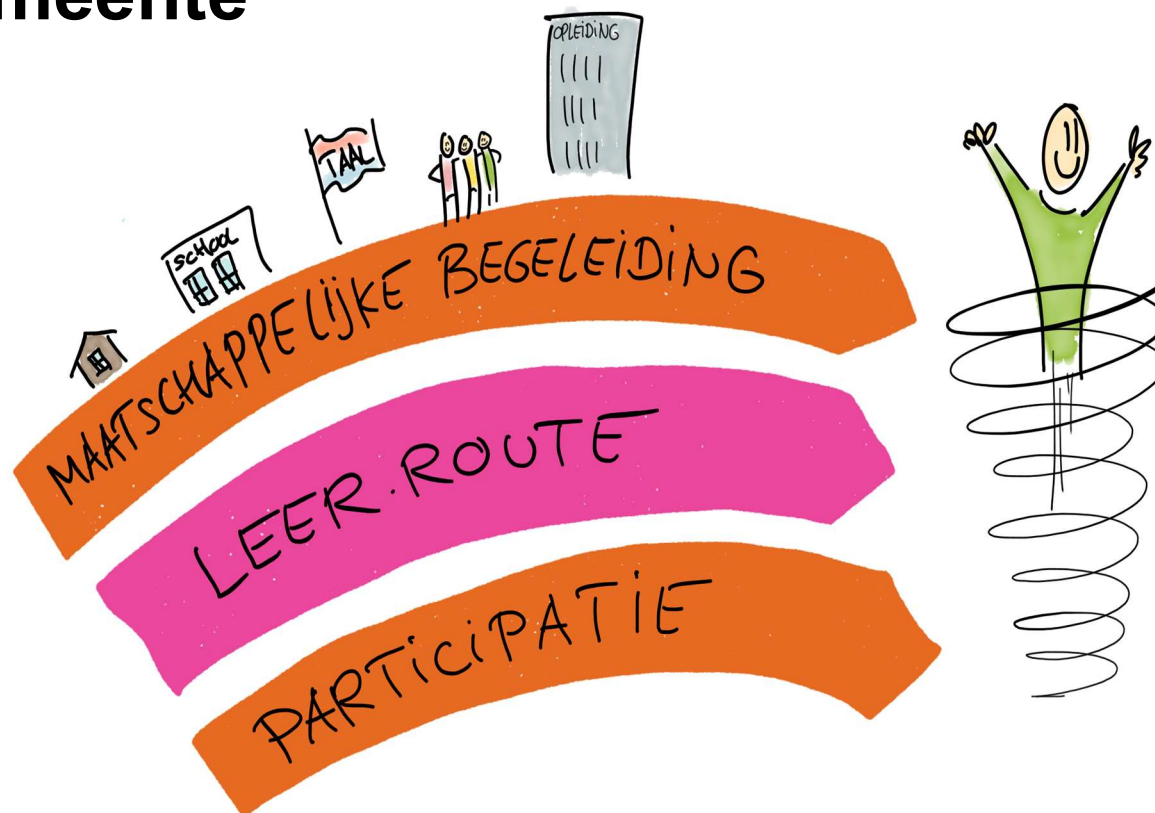 meente
OPLEiDiNG
TAAL
SCHOOL
MAATSCHAPPELIJKE BEGELEiDiNG
LEER.ROUTE
PARTiCiPATiE